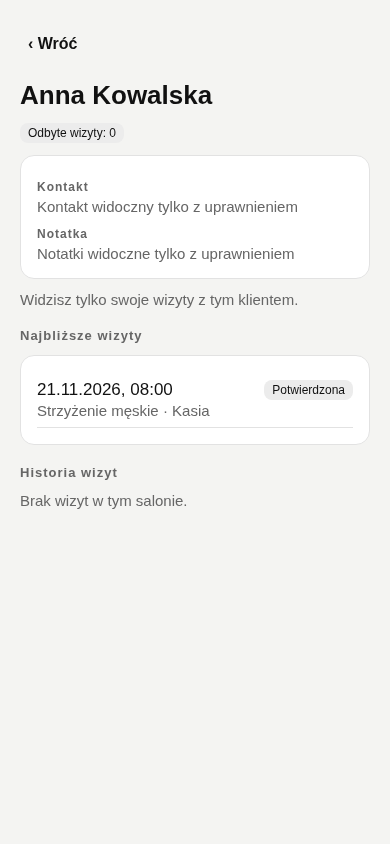 ‹ Wróć
Anna Kowalska
Odbyte wizyty: 0
Kontakt
Kontakt widoczny tylko z uprawnieniem
Notatka
Notatki widoczne tylko z uprawnieniem
Widzisz tylko swoje wizyty z tym klientem.
Najbliższe wizyty
21.11.2026, 08:00 Potwierdzona
Strzyżenie męskie · Kasia
Historia wizyt
Brak wizyt w tym salonie.